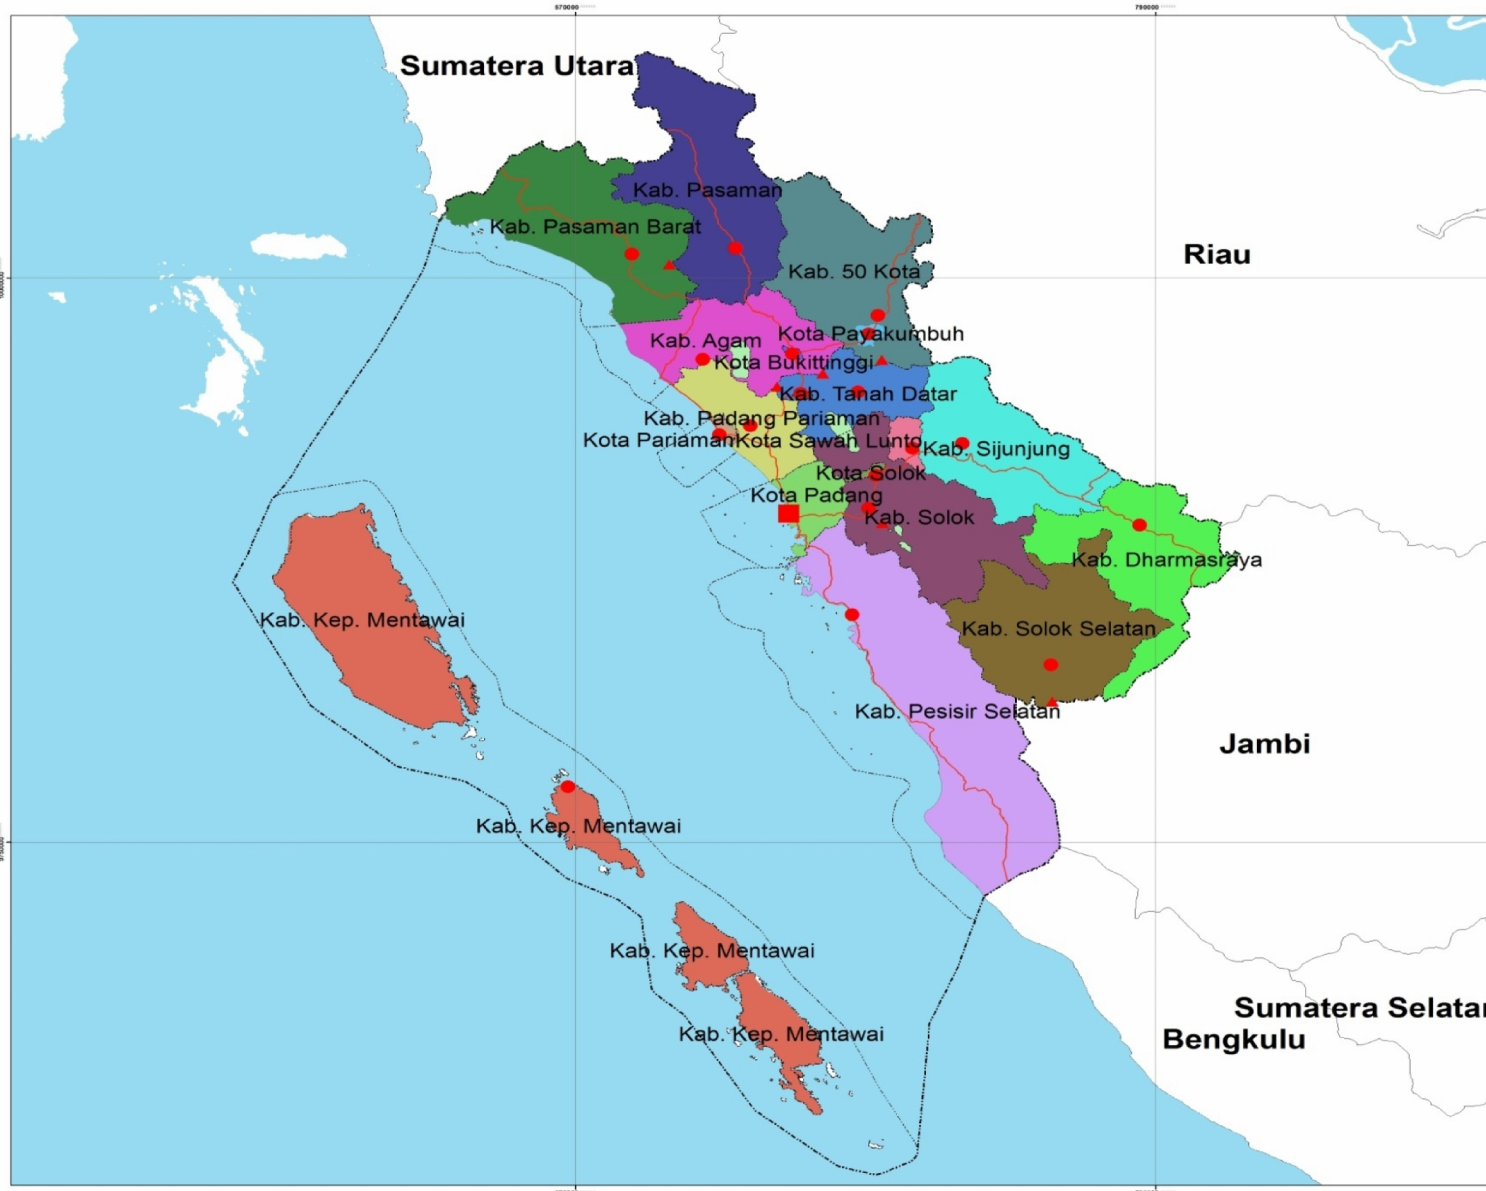 Sumatera Utara
Kab. Pasaman
Kab. Pasaman Barat
Riau
Kab. 50 Kota
Kota Payakumbuh
Kab. Agam
Kota Bukittinggi
Kab. Tanah Datar
Kab. Padang Pariaman
Kota Pariaman
Kota Sawah Lunto
Kab. Sijunjung
Kota Solok
Kota Padang
Kab. Solok
Kab. Dharmasraya
Kab. Kep. Mentawai
Kab. Solok Selatan
Kab. Pesisir Selatan
Jambi
Kab. Kep. Mentawai
Kab. Kep. Mentawai
Sumatera Selatan
Bengkulu
Kab. Kep. Mentawai